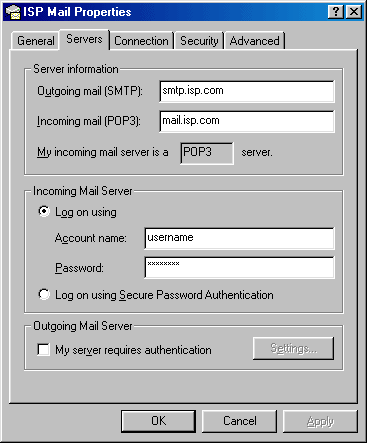 ISP Mail Properties
General Servers Connection Security Advanced
Server information
Outgoing mail (SMTP): smtp.isp.com
Incoming mail (POP3): mail.isp.com
My incoming mail server is a POP3 server.
Incoming Mail Server
Log on using
Account name: username
Password: ********
Log on using Secure Password Authentication
Outgoing Mail Server
My server requires authentication Settings...
OK Cancel Apply